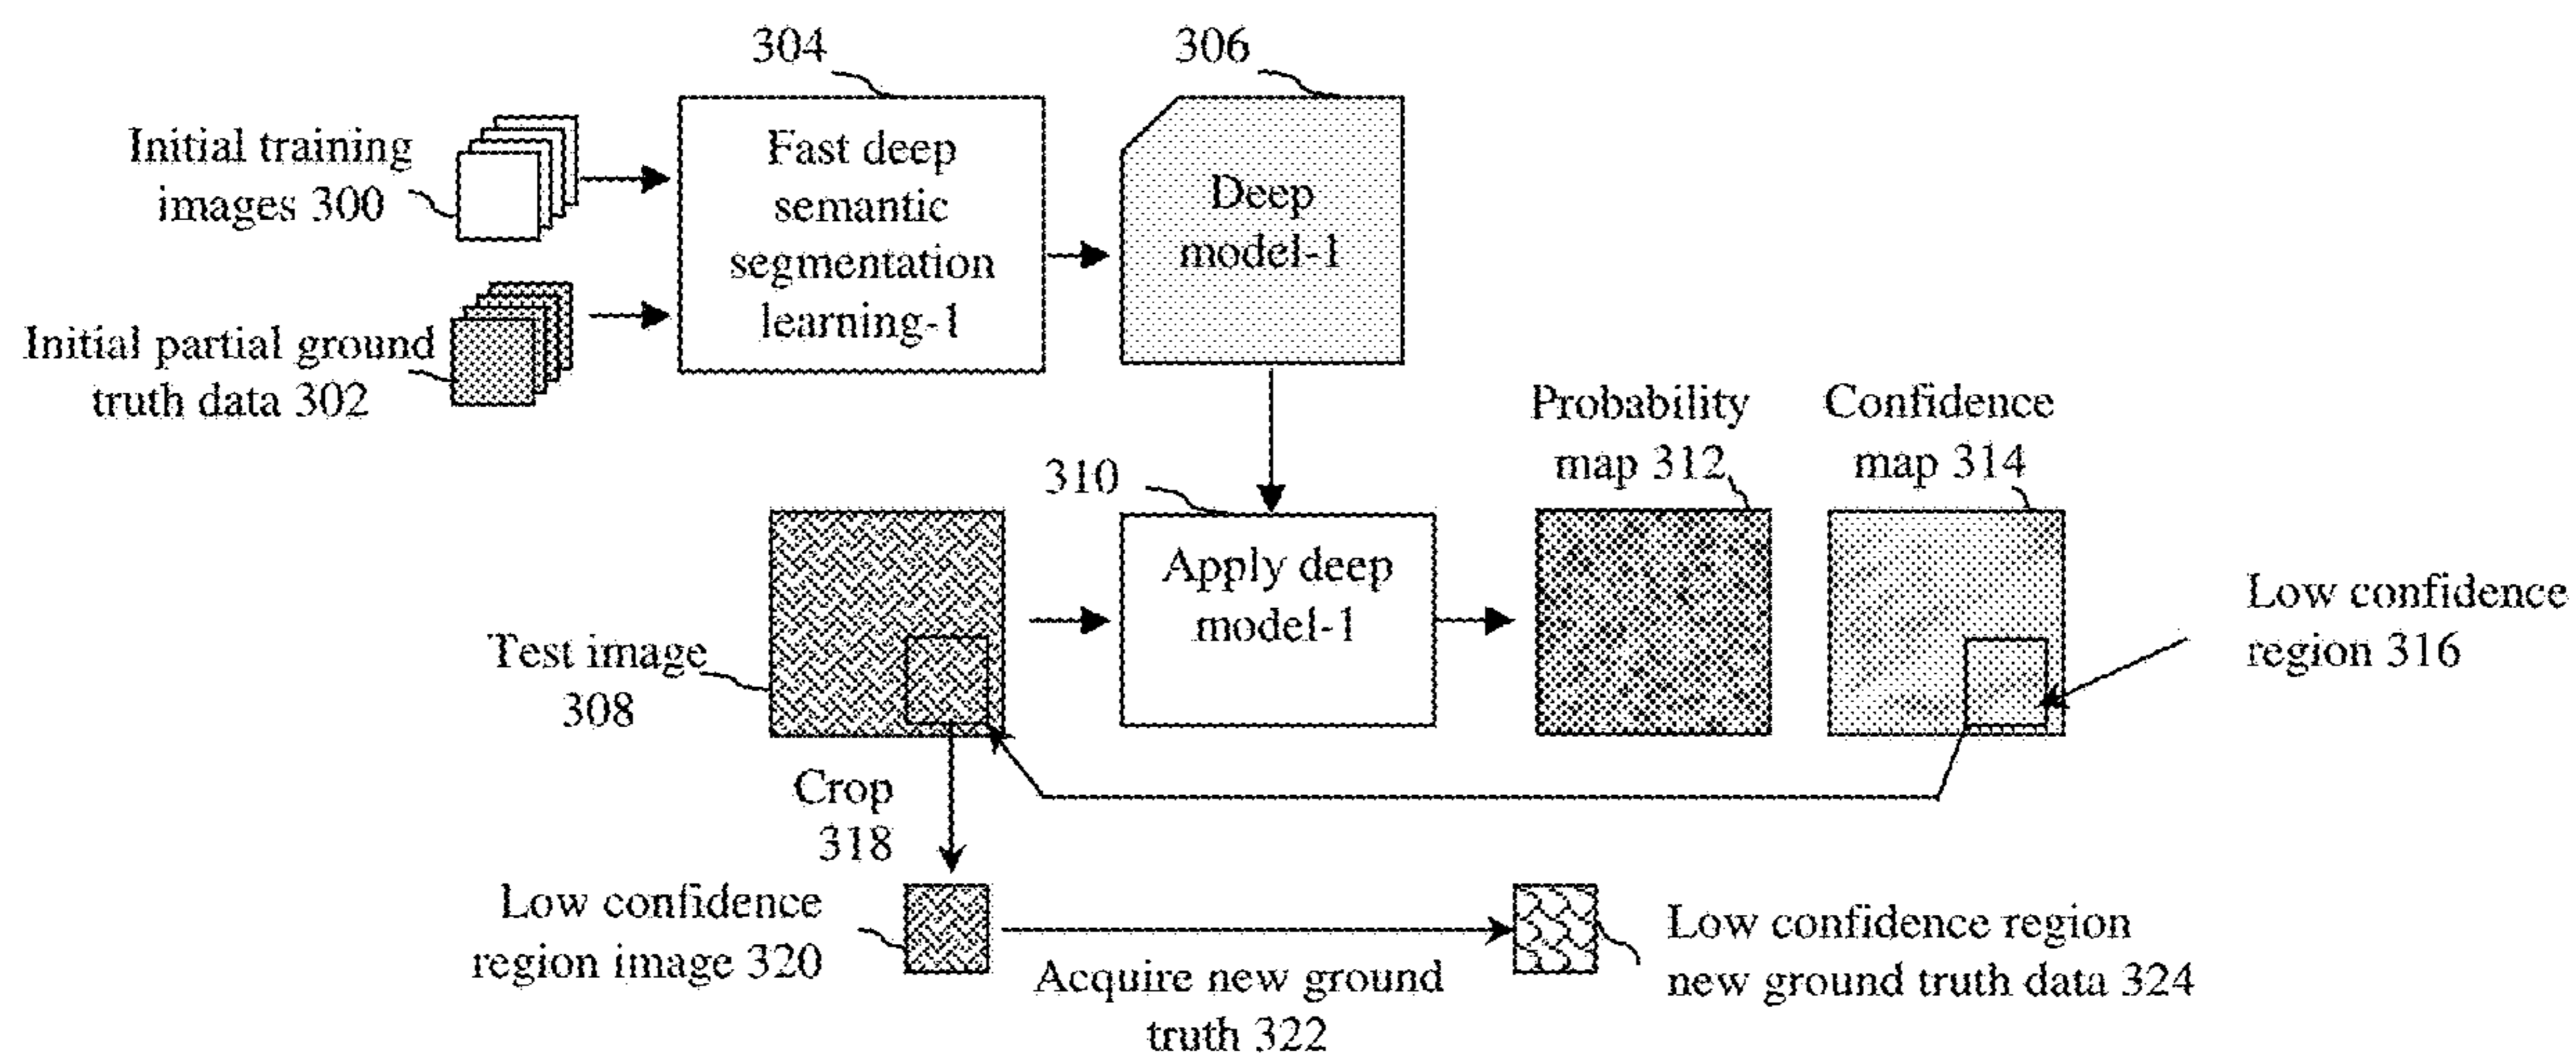 304
306
Initial training
images 300
Fast deep
semantic
segmentation
learning-1
Deep
model-1
Initial partial ground
truth data 302
Probability
map 312
Confidence
map 314
310
Apply deep
model-1
Low confidence
region 316
Test image
308
Crop
318
Low confidence
region image 320
Acquire new ground
truth 322
Low confidence region
new ground truth data 324